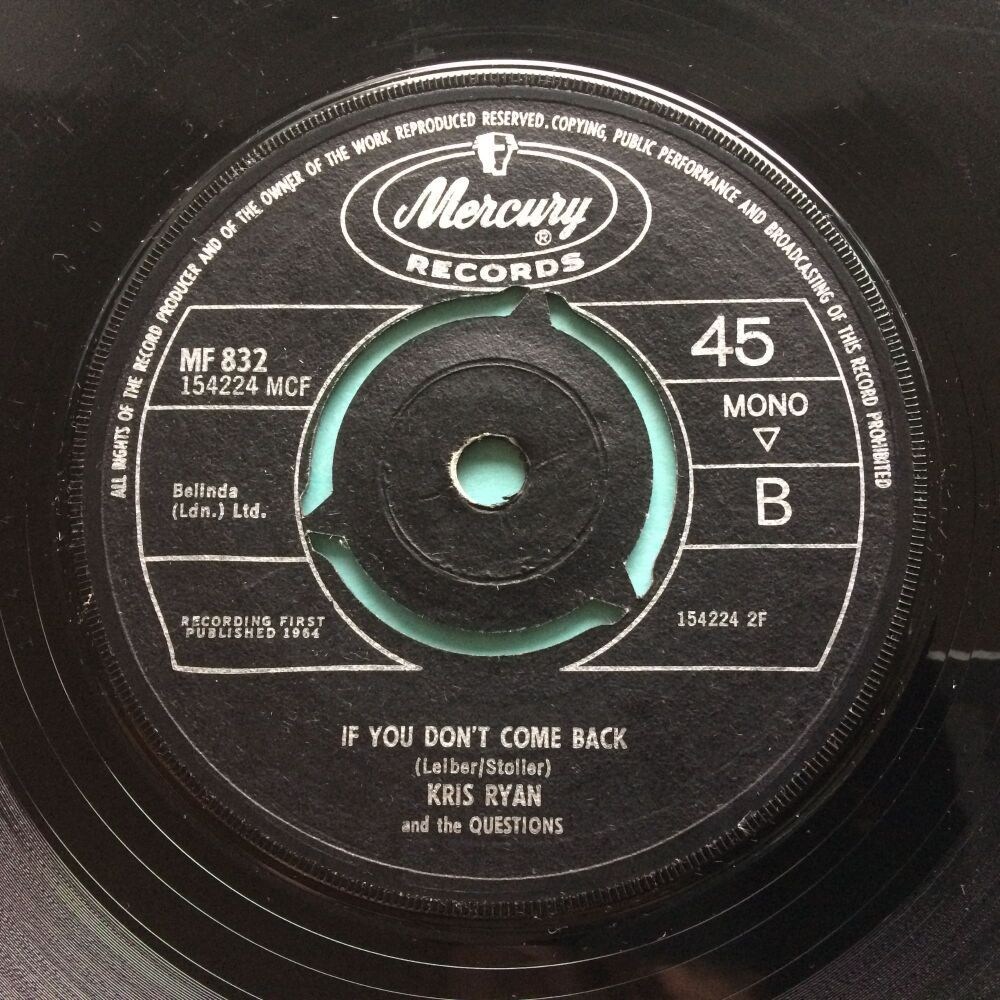 ALL RIGHTS OF THE RECORD PRODUCER AND OF THE OWNER OF THE WORK REPRODUCED RESERVED. COPYING, PUBLIC PERFORMANCE AND BROADCASTING OF THIS RECORD PROHIBITED
Mercury
®
RECORDS
MF 832
154224 MCF
45
MONO
B
Belinda
(Ldn.) Ltd.
RECORDING FIRST
PUBLISHED 1964
154224 2F
IF YOU DON'T COME BACK
(Leiber/Stoller)
KRIS RYAN
and the QUESTIONS